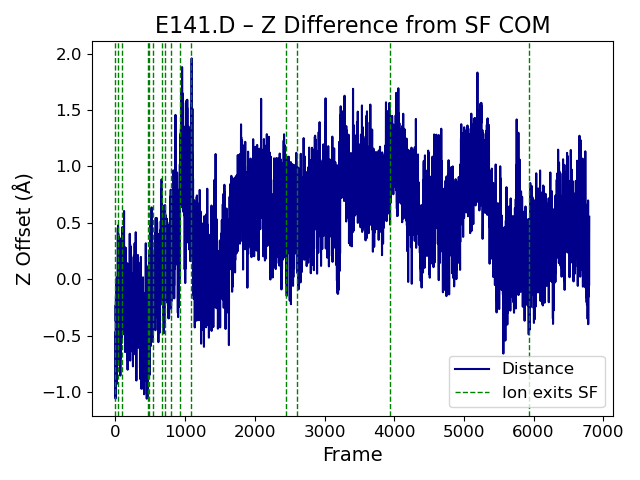 E141.D – Z Difference from SF COM
Z Offset (Å)
2.0
1.5
1.0
0.5
0.0
−0.5
−1.0
Distance
Ion exits SF
0 1000 2000 3000 4000 5000 6000 7000
Frame